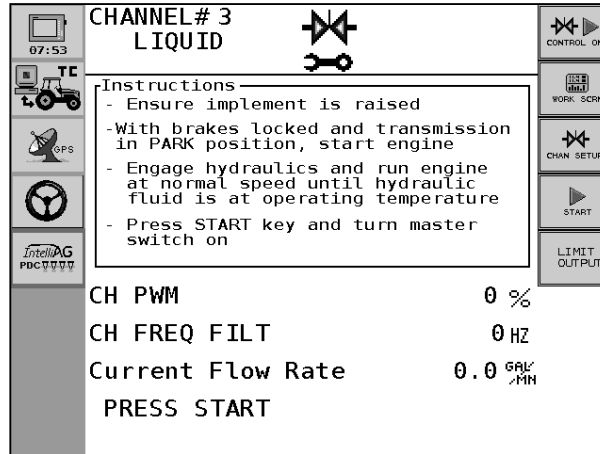 07:53
TC
GPS
IntelliAG
PDC
CHANNEL# 3
LIQUID
Instructions
- Ensure implement is raised
-With brakes locked and transmission
in PARK position, start engine
- Engage hydraulics and run engine
at normal speed until hydraulic
fluid is at operating temperature
- Press START key and turn master
switch on
CH PWM 0 %
CH FREQ FILT 0 HZ
Current Flow Rate 0.0 GAL/MN
PRESS START
CONTROL ON
WORK SCRN
CHAN SETUP
START
LIMIT
OUTPUT